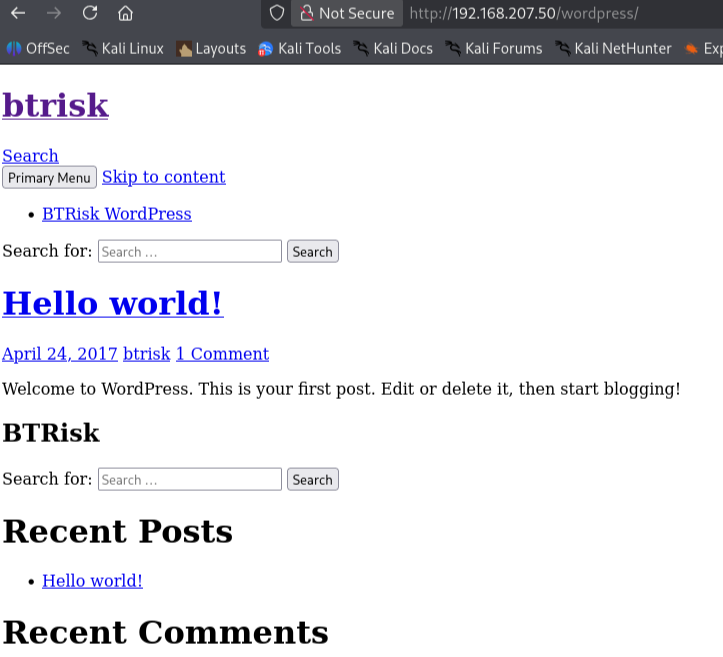 Not Secure http://192.168.207.50/wordpress/
OffSec Kali Linux Layouts Kali Tools Kali Docs Kali Forums Kali NetHunter Exp
btrisk
Search
Primary Menu Skip to content
BTRisk WordPress
Search for: Search … Search
Hello world!
April 24, 2017 btrisk 1 Comment
Welcome to WordPress. This is your first post. Edit or delete it, then start blogging!
BTRisk
Search for: Search … Search
Recent Posts
Hello world!
Recent Comments